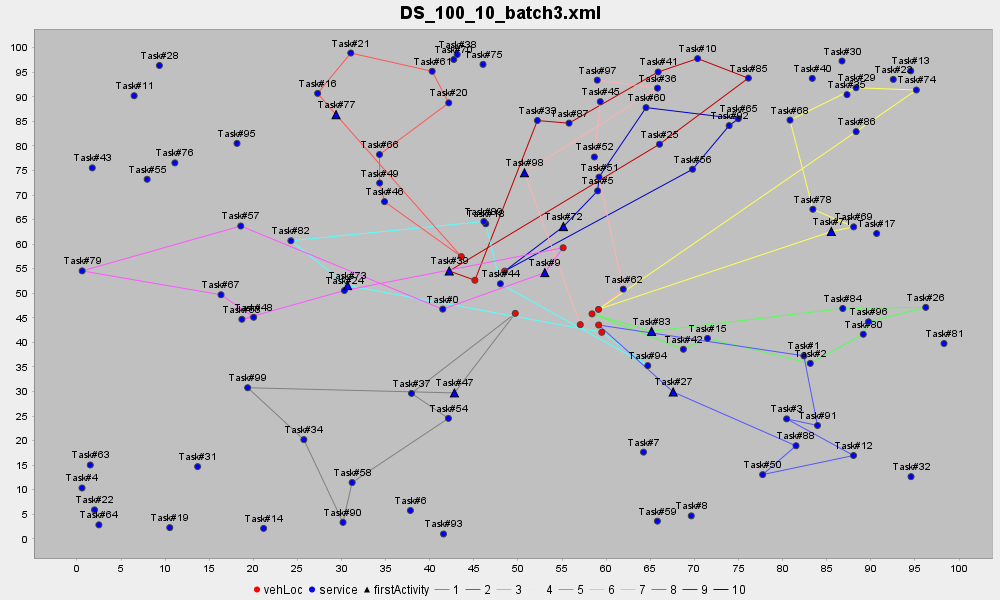 DS_100_10_batch3.xml
100
95
90
85
80
75
70
65
60
55
50
45
40
35
30
25
20
15
10
5
0
Task#28
Task#21
Task#38
Task#75
Task#61
Task#10
Task#30
Task#13
Task#41
Task#97
Task#85
Task#40
Task#23
Task#29
Task#74
Task#36
Task#11
Task#16
Task#20
Task#45
Task#60
Task#77
Task#33
Task#87
Task#65
Task#92
Task#68
Task#86
Task#95
Task#25
Task#66
Task#52
Task#43
Task#76
Task#98
Task#56
Task#55
Task#49
Task#51
Task#5
Task#46
Task#78
Task#57
Task#72
Task#69
Task#71
Task#17
Task#82
Task#79
Task#39
Task#9
Task#73
Task#24
Task#44
Task#62
Task#67
Task#0
Task#48
Task#84
Task#26
Task#96
Task#83
Task#15
Task#80
Task#42
Task#81
Task#1
Task#2
Task#94
Task#99
Task#37
Task#47
Task#27
Task#54
Task#3
Task#91
Task#34
Task#88
Task#7
Task#12
Task#63
Task#31
Task#50
Task#32
Task#4
Task#58
Task#22
Task#6
Task#8
Task#64
Task#19
Task#14
Task#90
Task#93
Task#59
0 5 10 15 20 25 30 35 40 45 50 55 60 65 70 75 80 85 90 95 100
vehLoc service firstActivity 1 2 3 4 5 6 7 8 9 10